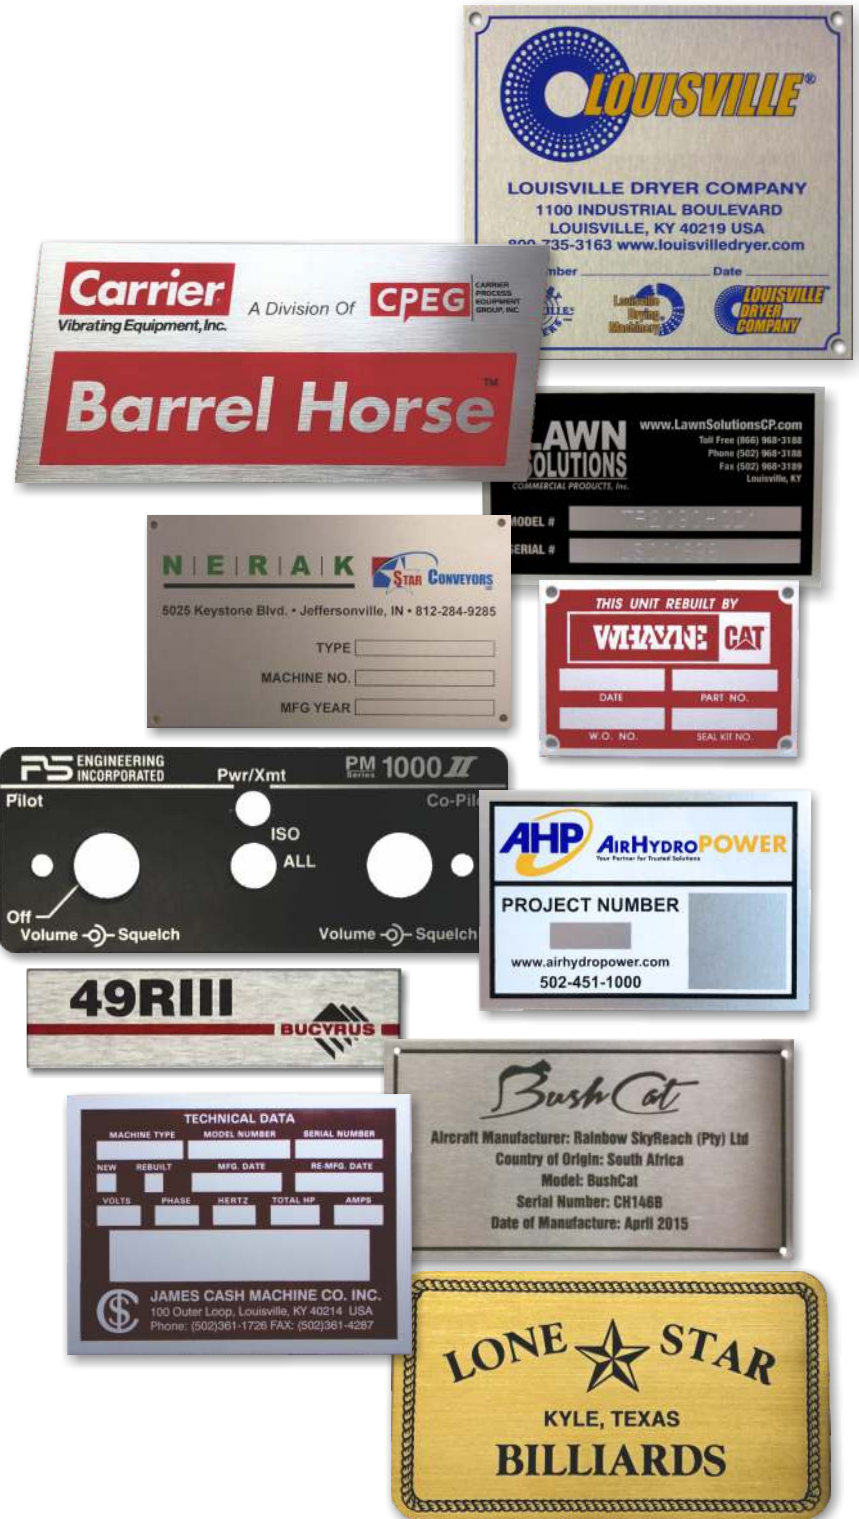 LOUISVILLE®
LOUISVILLE DRYER COMPANY
1100 INDUSTRIAL BOULEVARD
LOUISVILLE, KY 40219 USA
800-735-3163 www.louisvilledryer.com
Date
Louisville
Drying
Machinery
LOUISVILLE
DRYER
COMPANY
Carrier
Vibrating Equipment, Inc.
A Division Of
CPEG
CARRIER
PROCESS
EQUIPMENT
GROUP, INC.
Barrel Horse™
LAWN
SOLUTIONS
COMMERCIAL PRODUCTS, Inc.
www.LawnSolutionsCP.com
Toll Free (866) 968-3188
Phone (502) 968-3188
Fax (502) 968-3189
Louisville, KY
MODEL #
SERIAL #
N|E|R|A|K
STAR CONVEYORS
5025 Keystone Blvd. • Jeffersonville, IN • 812-284-9285
TYPE
MACHINE NO.
MFG YEAR
THIS UNIT REBUILT BY
WHAYNE CAT
DATE PART NO.
W.O. NO. SEAL KIT NO.
PS ENGINEERING
INCORPORATED
PM
Series 1000 II
Pwr/Xmt
Pilot
Co-Pil
ISO
ALL
Off
Volume Squelch
Volume Squelch
AHP AIRHYDROPOWER
Your Partner for Trusted Solutions
PROJECT NUMBER
www.airhydropower.com
502-451-1000
49RIII
BUCYRUS
BushCat
Aircraft Manufacturer: Rainbow SkyReach (Pty) Ltd
Country of Origin: South Africa
Model: BushCat
Serial Number: CH146B
Date of Manufacture: April 2015
TECHNICAL DATA
MACHINE TYPE MODEL NUMBER SERIAL NUMBER
NEW REBUILT MFG. DATE RE-MFG. DATE
VOLTS PHASE HERTZ TOTAL HP AMPS
JAMES CASH MACHINE CO. INC.
100 Outer Loop, Louisville, KY 40214 USA
Phone: (502)361-1726 FAX: (502)361-4287
LONE STAR
KYLE, TEXAS
BILLIARDS